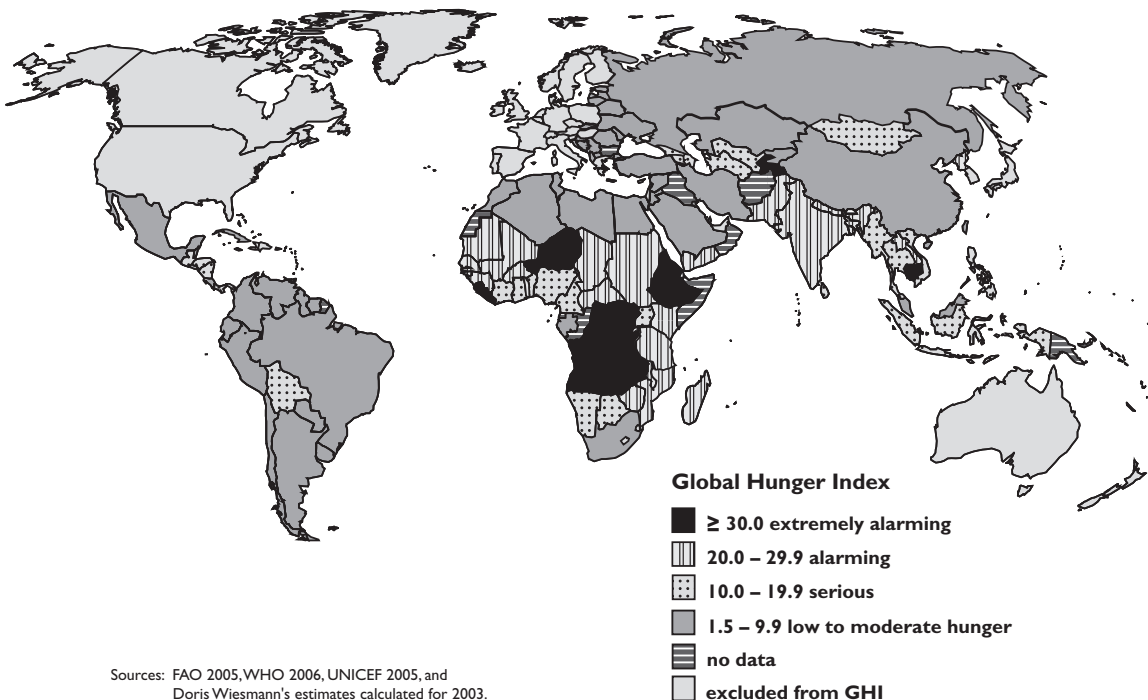 Global Hunger Index
≥ 30.0 extremely alarming
20.0 – 29.9 alarming
10.0 – 19.9 serious
1.5 – 9.9 low to moderate hunger
no data
excluded from GHI
Sources: FAO 2005, WHO 2006, UNICEF 2005, and
Doris Wiesmann's estimates calculated for 2003.